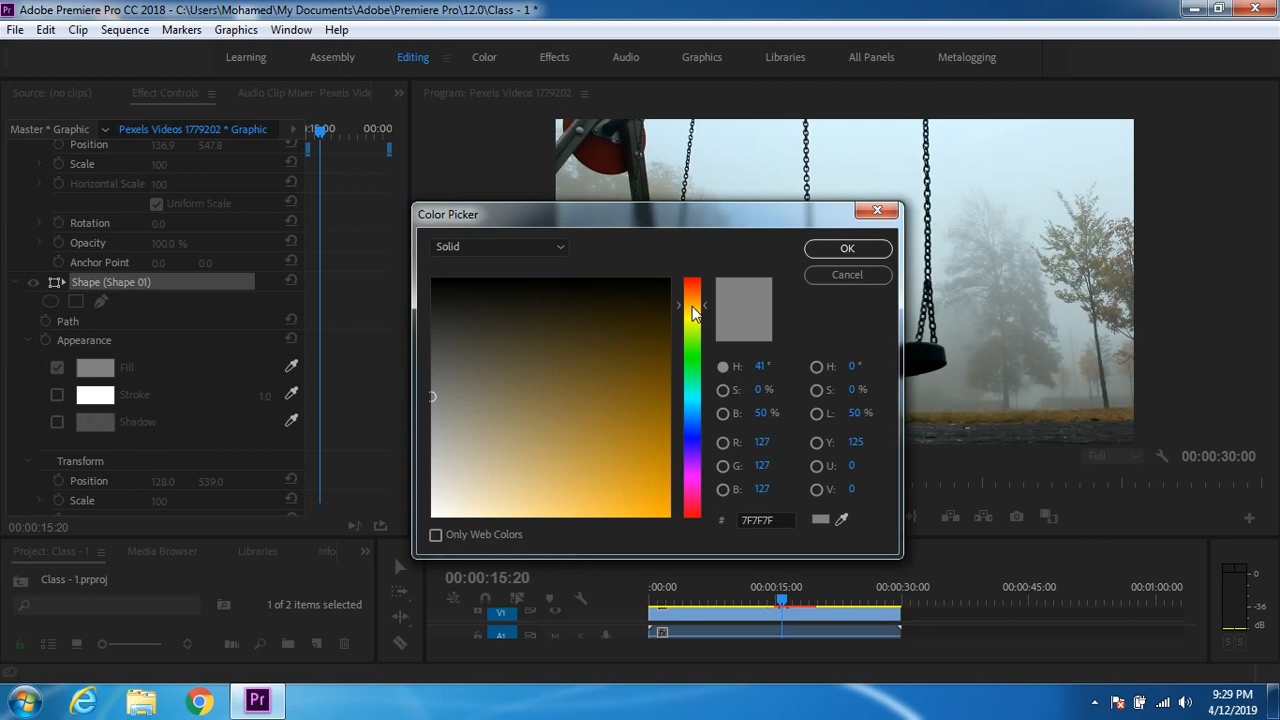 Adobe Premiere Pro CC 2018 - C:\Users\Mohamed\My Documents\Adobe\Premiere Pro\12.0\Class - 1 *
File Edit Clip Sequence Markers Graphics Window Help
Learning Assembly Editing Color Effects Audio Graphics Libraries All Panels Metalogging
Source: (no clips) Effect Controls Audio Clip Mixer: Pexels Vide Program: Pexels Videos 1779202
Master * Graphic Pexels Videos 1779202 * Graphic :15:00 00:00
Position 136.9 547.8
Scale 100
Horizontal Scale 100
Uniform Scale
Rotation 0.0
Opacity 100.0 %
Anchor Point 0.0 0.0
Shape (Shape 01)
Path
Appearance
Fill
Stroke 1.0
Shadow
Transform
Position 128.0 539.0
Scale 100
00:00:15:20
Color Picker
Solid
OK
Cancel
H: 41 ° H: 0 °
S: 0 % S: 0 %
B: 50 % L: 50 %
R: 127 Y: 125
G: 127 U: 0
B: 127 V: 0
# 7F7F7F
Only Web Colors
Full 00:00:30:00
Project: Class - 1 Media Browser Libraries Info
Class - 1.prproj
1 of 2 items selected
00:00:15:20
:00:00 00:00:15:00 00:00:30:00 00:00:45:00 00:01:00:00
V1
fx
A1 M S
0
-36
dB
S S
Pr
9:29 PM
4/12/2019